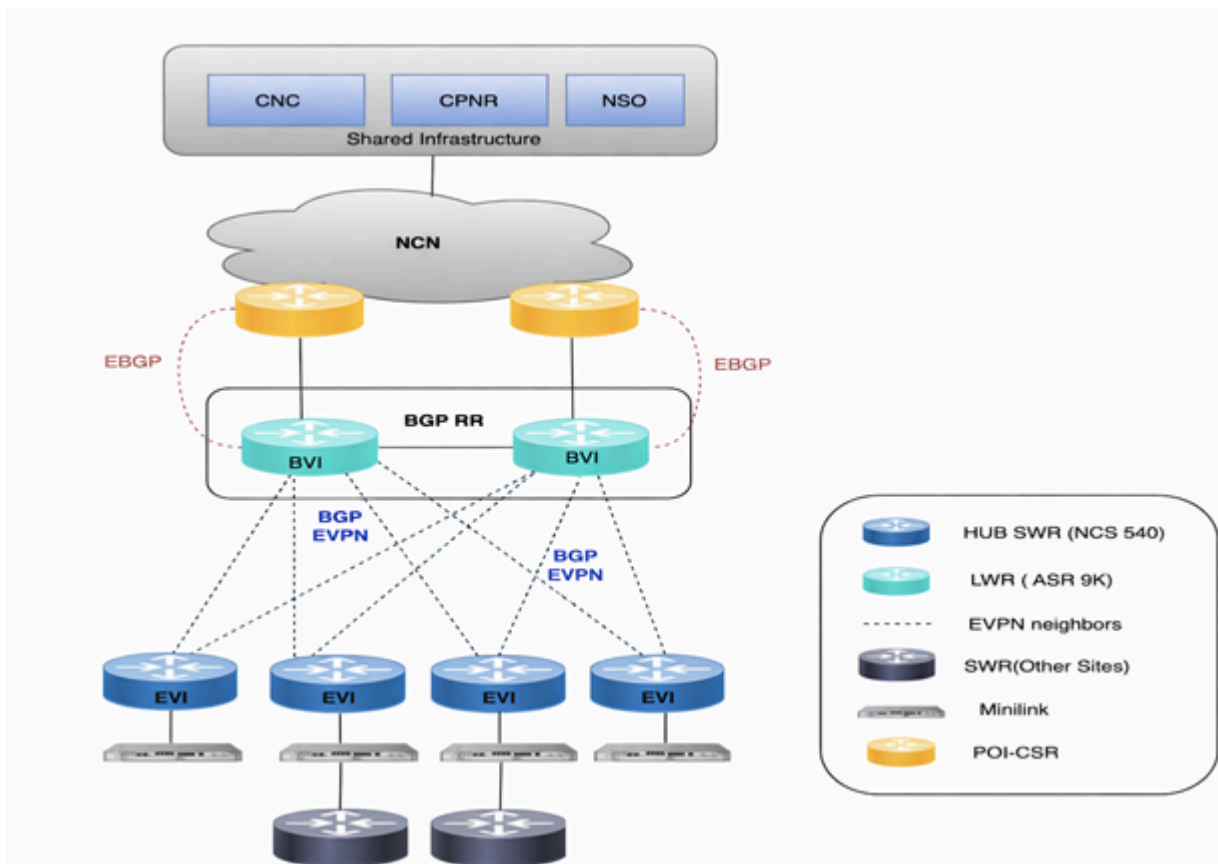 CNC
CPNR
NSO
Shared Infrastructure
NCN
EBGP
EBGP
BGP RR
BVI
BVI
BGP
EVPN
BGP
EVPN
EVI
EVI
EVI
EVI
HUB SWR (NCS 540)
LWR ( ASR 9K)
EVPN neighbors
SWR(Other Sites)
Minilink
POI-CSR